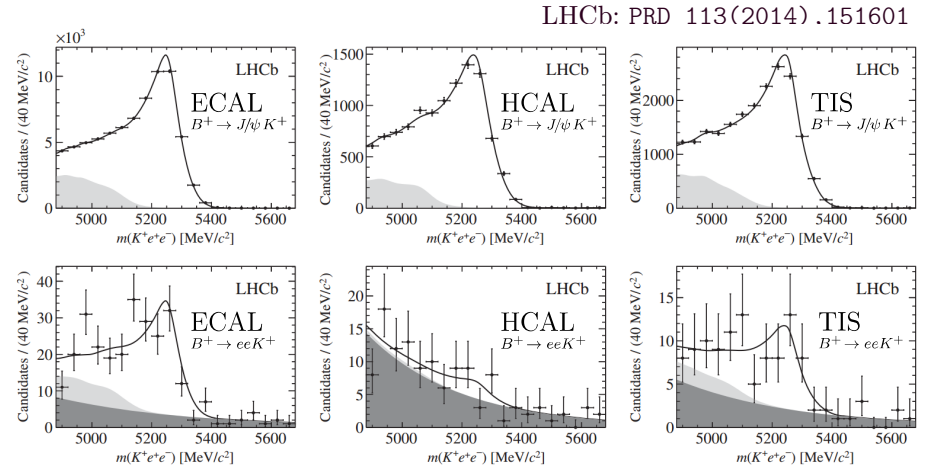 LHCb: PRD 113(2014).151601
×10³
Candidates / (40 MeV/c²)
10
5
0
LHCb
ECAL
B⁺ → J/ψ K⁺
5000 5200 5400 5600
m(K⁺e⁺e⁻) [MeV/c²]
Candidates / (40 MeV/c²)
1500
1000
500
0
LHCb
HCAL
B⁺ → J/ψ K⁺
5000 5200 5400 5600
m(K⁺e⁺e⁻) [MeV/c²]
Candidates / (40 MeV/c²)
2000
1000
0
LHCb
TIS
B⁺ → J/ψ K⁺
5000 5200 5400 5600
m(K⁺e⁺e⁻) [MeV/c²]
Candidates / (40 MeV/c²)
40
30
20
10
0
LHCb
ECAL
B⁺ → eeK⁺
5000 5200 5400 5600
m(K⁺e⁺e⁻) [MeV/c²]
Candidates / (40 MeV/c²)
20
15
10
5
0
LHCb
HCAL
B⁺ → eeK⁺
5000 5200 5400 5600
m(K⁺e⁺e⁻) [MeV/c²]
Candidates / (40 MeV/c²)
15
10
5
0
LHCb
TIS
B⁺ → eeK⁺
5000 5200 5400 5600
m(K⁺e⁺e⁻) [MeV/c²]